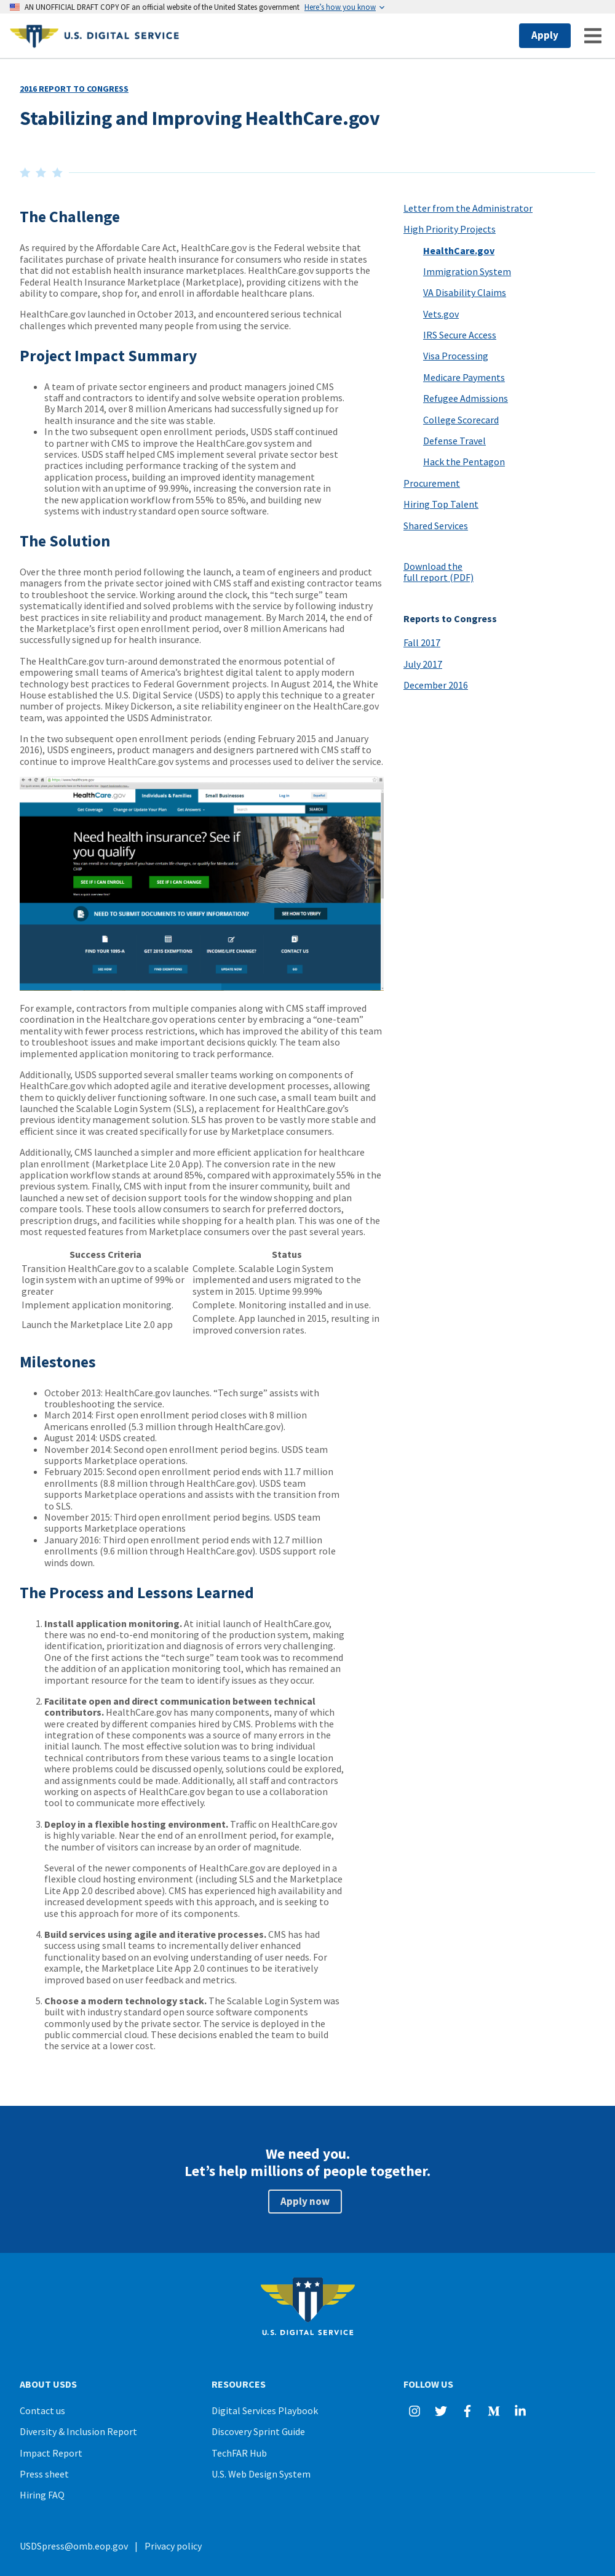 AN UNOFFICIAL DRAFT COPY OF an official website of the United States government Here's how you know
U.S. DIGITAL SERVICE
Apply
2016 REPORT TO CONGRESS
Stabilizing and Improving HealthCare.gov
The Challenge
As required by the Affordable Care Act, HealthCare.gov is the Federal website that
facilitates purchase of private health insurance for consumers who reside in states
that did not establish health insurance marketplaces. HealthCare.gov supports the
Federal Health Insurance Marketplace (Marketplace), providing citizens with the
ability to compare, shop for, and enroll in affordable healthcare plans.
HealthCare.gov launched in October 2013, and encountered serious technical
challenges which prevented many people from using the service.
Project Impact Summary
• A team of private sector engineers and product managers joined CMS
staff and contractors to identify and solve website operation problems.
By March 2014, over 8 million Americans had successfully signed up for
health insurance and the site was stable.
• In the two subsequent open enrollment periods, USDS staff continued
to partner with CMS to improve the HealthCare.gov system and
services. USDS staff helped CMS implement several private sector best
practices including performance tracking of the system and
application process, building an improved identity management
solution with an uptime of 99.99%, increasing the conversion rate in
the new application workflow from 55% to 85%, and building new
systems with industry standard open source software.
The Solution
Over the three month period following the launch, a team of engineers and product
managers from the private sector joined with CMS staff and existing contractor teams
to troubleshoot the service. Working around the clock, this “tech surge” team
systematically identified and solved problems with the service by following industry
best practices in site reliability and product management. By March 2014, the end of
the Marketplace’s first open enrollment period, over 8 million Americans had
successfully signed up for health insurance.
The HealthCare.gov turn-around demonstrated the enormous potential of
empowering small teams of America’s brightest digital talent to apply modern
technology best practices to Federal Government projects. In August 2014, the White
House established the U.S. Digital Service (USDS) to apply this technique to a greater
number of projects. Mikey Dickerson, a site reliability engineer on the HealthCare.gov
team, was appointed the USDS Administrator.
In the two subsequent open enrollment periods (ending February 2015 and January
2016), USDS engineers, product managers and designers partnered with CMS staff to
continue to improve HealthCare.gov systems and processes used to deliver the service.
HealthCare.gov Individuals & Families Small Businesses Log in Español
Get Coverage Change or Update Your Plan Get Answers SEARCH
Need health insurance? See if
you qualify
SEE IF I CAN ENROLL SEE IF I CAN CHANGE
NEED TO SUBMIT DOCUMENTS TO VERIFY INFORMATION? SEE HOW TO VERIFY
FIND YOUR 1095-A GET 2015 EXEMPTIONS INCOME/LIFE CHANGE? CONTACT US
For example, contractors from multiple companies along with CMS staff improved
coordination in the Healtchare.gov operations center by embracing a “one-team”
mentality with fewer process restrictions, which has improved the ability of this team
to troubleshoot issues and make important decisions quickly. The team also
implemented application monitoring to track performance.
Additionally, USDS supported several smaller teams working on components of
HealthCare.gov which adopted agile and iterative development processes, allowing
them to quickly deliver functioning software. In one such case, a small team built and
launched the Scalable Login System (SLS), a replacement for HealthCare.gov’s
previous identity management solution. SLS has proven to be vastly more stable and
efficient since it was created specifically for use by Marketplace consumers.
Additionally, CMS launched a simpler and more efficient application for healthcare
plan enrollment (Marketplace Lite 2.0 App). The conversion rate in the new
application workflow stands at around 85%, compared with approximately 55% in the
previous system. Finally, CMS with input from the insurer community, built and
launched a new set of decision support tools for the window shopping and plan
compare tools. These tools allow consumers to search for preferred doctors,
prescription drugs, and facilities while shopping for a health plan. This was one of the
most requested features from Marketplace consumers over the past several years.
Success Criteria Status
Transition HealthCare.gov to a scalable
login system with an uptime of 99% or
greater
Complete. Scalable Login System
implemented and users migrated to the
system in 2015. Uptime 99.99%
Implement application monitoring. Complete. Monitoring installed and in use.
Launch the Marketplace Lite 2.0 app
Complete. App launched in 2015, resulting in
improved conversion rates.
Milestones
• October 2013: HealthCare.gov launches. “Tech surge” assists with
troubleshooting the service.
• March 2014: First open enrollment period closes with 8 million
Americans enrolled (5.3 million through HealthCare.gov).
• August 2014: USDS created.
• November 2014: Second open enrollment period begins. USDS team
supports Marketplace operations.
• February 2015: Second open enrollment period ends with 11.7 million
enrollments (8.8 million through HealthCare.gov). USDS team
supports Marketplace operations and assists with the transition from
to SLS.
• November 2015: Third open enrollment period begins. USDS team
supports Marketplace operations
• January 2016: Third open enrollment period ends with 12.7 million
enrollments (9.6 million through HealthCare.gov). USDS support role
winds down.
The Process and Lessons Learned
1. Install application monitoring. At initial launch of HealthCare.gov,
there was no end-to-end monitoring of the production system, making
identification, prioritization and diagnosis of errors very challenging.
One of the first actions the “tech surge” team took was to recommend
the addition of an application monitoring tool, which has remained an
important resource for the team to identify issues as they occur.
2. Facilitate open and direct communication between technical
contributors. HealthCare.gov has many components, many of which
were created by different companies hired by CMS. Problems with the
integration of these components was a source of many errors in the
initial launch. The most effective solution was to bring individual
technical contributors from these various teams to a single location
where problems could be discussed openly, solutions could be explored,
and assignments could be made. Additionally, all staff and contractors
working on aspects of HealthCare.gov began to use a collaboration
tool to communicate more effectively.
3. Deploy in a flexible hosting environment. Traffic on HealthCare.gov
is highly variable. Near the end of an enrollment period, for example,
the number of visitors can increase by an order of magnitude.
Several of the newer components of HealthCare.gov are deployed in a
flexible cloud hosting environment (including SLS and the Marketplace
Lite App 2.0 described above). CMS has experienced high availability and
increased development speeds with this approach, and is seeking to
use this approach for more of its components.
4. Build services using agile and iterative processes. CMS has had
success using small teams to incrementally deliver enhanced
functionality based on an evolving understanding of user needs. For
example, the Marketplace Lite App 2.0 continues to be iteratively
improved based on user feedback and metrics.
5. Choose a modern technology stack. The Scalable Login System was
built with industry standard open source software components
commonly used by the private sector. The service is deployed in the
public commercial cloud. These decisions enabled the team to build
the service at a lower cost.
Letter from the Administrator
High Priority Projects
HealthCare.gov
Immigration System
VA Disability Claims
Vets.gov
IRS Secure Access
Visa Processing
Medicare Payments
Refugee Admissions
College Scorecard
Defense Travel
Hack the Pentagon
Procurement
Hiring Top Talent
Shared Services
Download the
full report (PDF)
Reports to Congress
Fall 2017
July 2017
December 2016
We need you.
Let’s help millions of people together.
Apply now
U.S. DIGITAL SERVICE
ABOUT USDS
Contact us
Diversity & Inclusion Report
Impact Report
Press sheet
Hiring FAQ
RESOURCES
Digital Services Playbook
Discovery Sprint Guide
TechFAR Hub
U.S. Web Design System
FOLLOW US
USDSpress@omb.eop.gov | Privacy policy